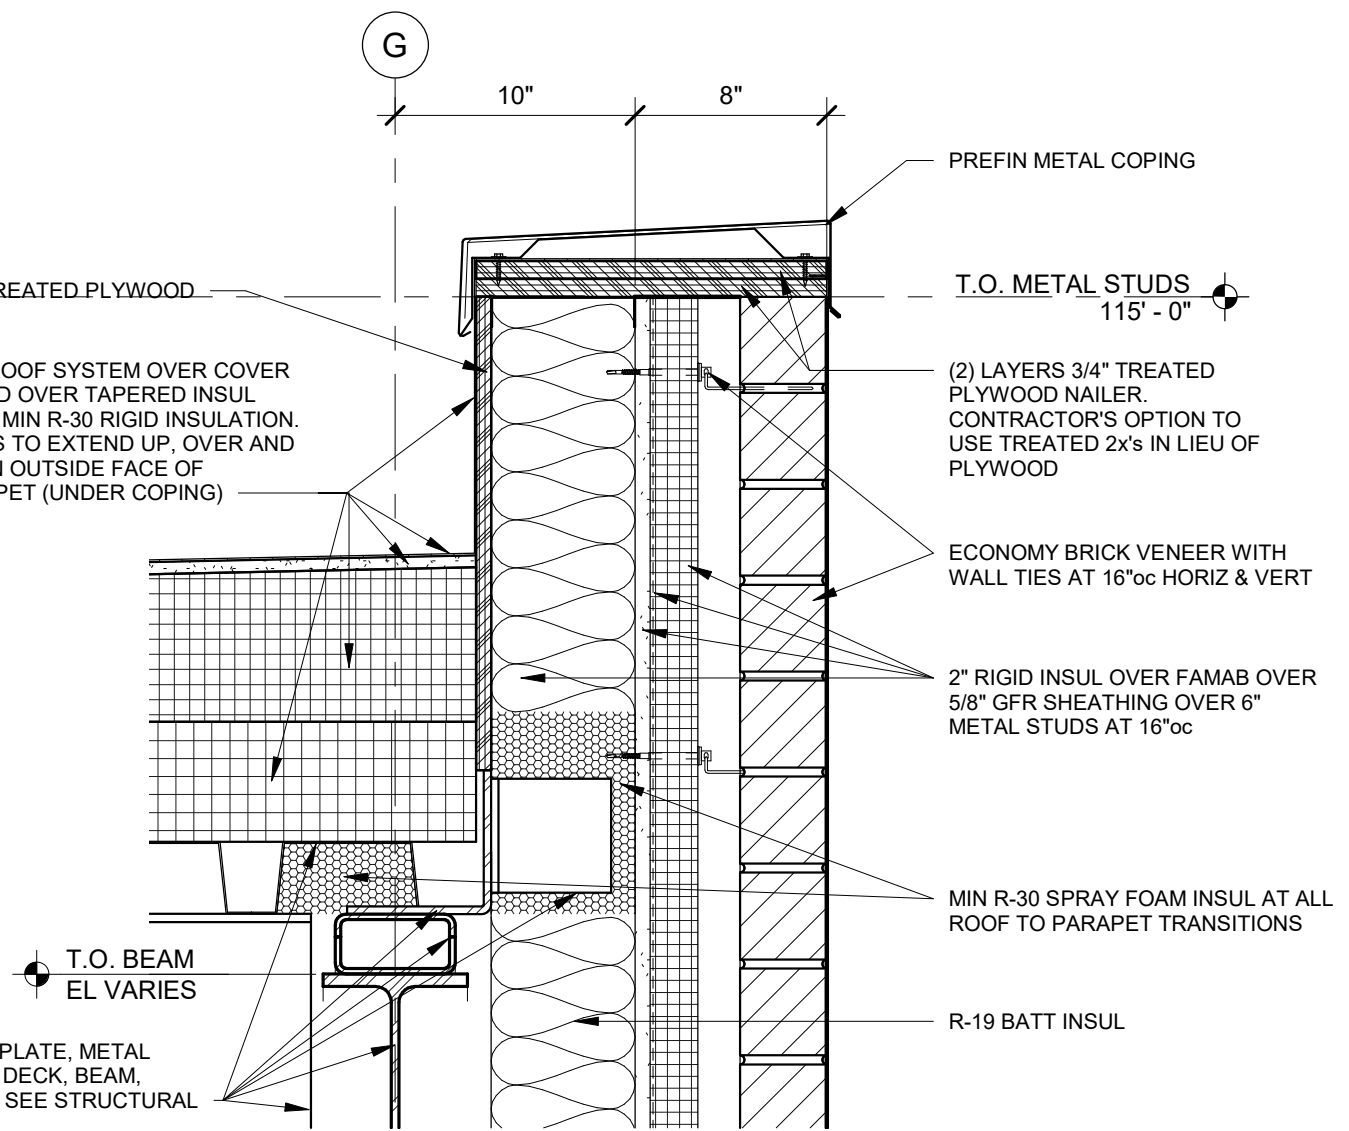 G
10"
8"
PREFIN METAL COPING
T.O. METAL STUDS
115' - 0"
(2) LAYERS 3/4" TREATED
PLYWOOD NAILER.
CONTRACTOR'S OPTION TO
USE TREATED 2x's IN LIEU OF
PLYWOOD
ECONOMY BRICK VENEER WITH
WALL TIES AT 16"oc HORIZ & VERT
2" RIGID INSUL OVER FAMAB OVER
5/8" GFR SHEATHING OVER 6"
METAL STUDS AT 16"oc
MIN R-30 SPRAY FOAM INSUL AT ALL
ROOF TO PARAPET TRANSITIONS
R-19 BATT INSUL
REATED PLYWOOD
OOF SYSTEM OVER COVER
D OVER TAPERED INSUL
MIN R-30 RIGID INSULATION.
S TO EXTEND UP, OVER AND
N OUTSIDE FACE OF
PET (UNDER COPING)
T.O. BEAM
EL VARIES
PLATE, METAL
DECK, BEAM,
SEE STRUCTURAL